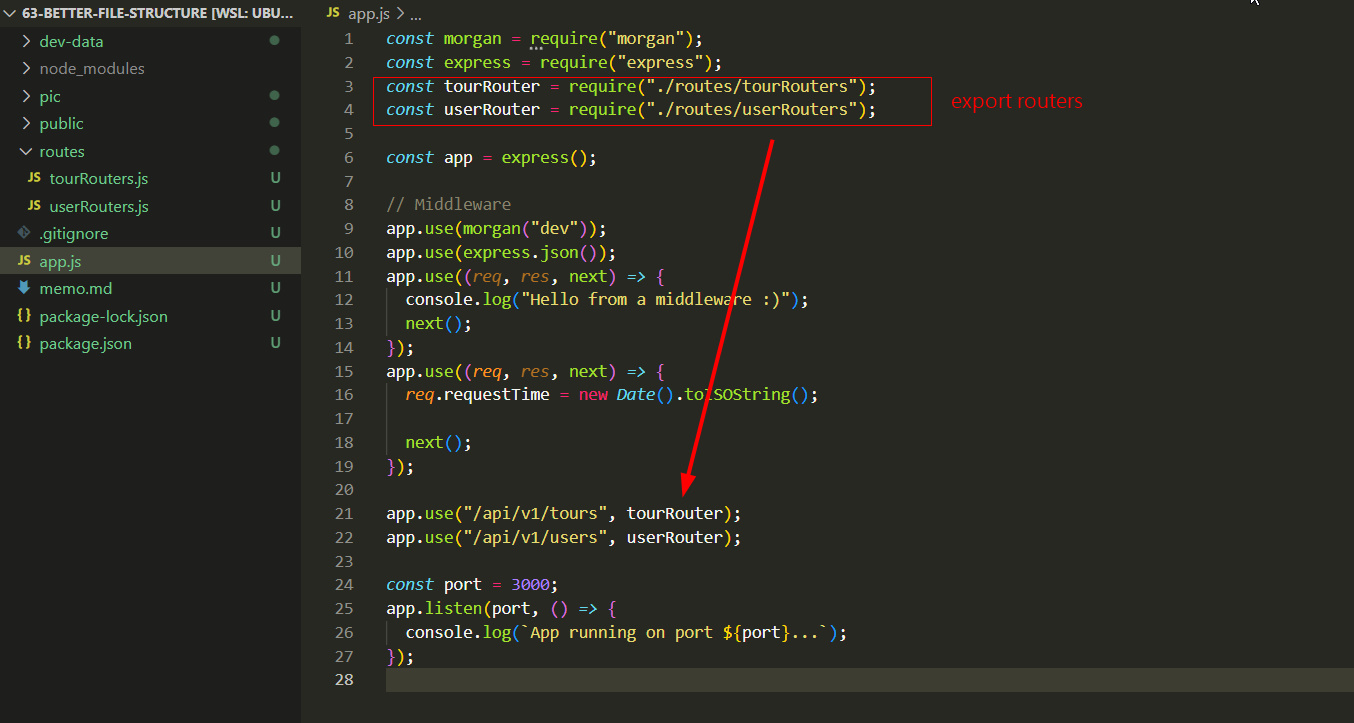 63-BETTER-FILE-STRUCTURE [WSL: UBU...
dev-data
node_modules
pic
public
routes
JS tourRouters.js U
JS userRouters.js U
.gitignore U
JS app.js U
memo.md U
{} package-lock.json U
{} package.json U
JS app.js > ...
1 const morgan = require("morgan");
2 const express = require("express");
3 const tourRouter = require("./routes/tourRouters");
4 const userRouter = require("./routes/userRouters");
export routers
5
6 const app = express();
7
8 // Middleware
9 app.use(morgan("dev"));
10 app.use(express.json());
11 app.use((req, res, next) => {
12   console.log("Hello from a middleware :)");
13   next();
14 });
15 app.use((req, res, next) => {
16   req.requestTime = new Date().toISOString();
17
18   next();
19 });
20
21 app.use("/api/v1/tours", tourRouter);
22 app.use("/api/v1/users", userRouter);
23
24 const port = 3000;
25 app.listen(port, () => {
26   console.log(`App running on port ${port}...`);
27 });
28